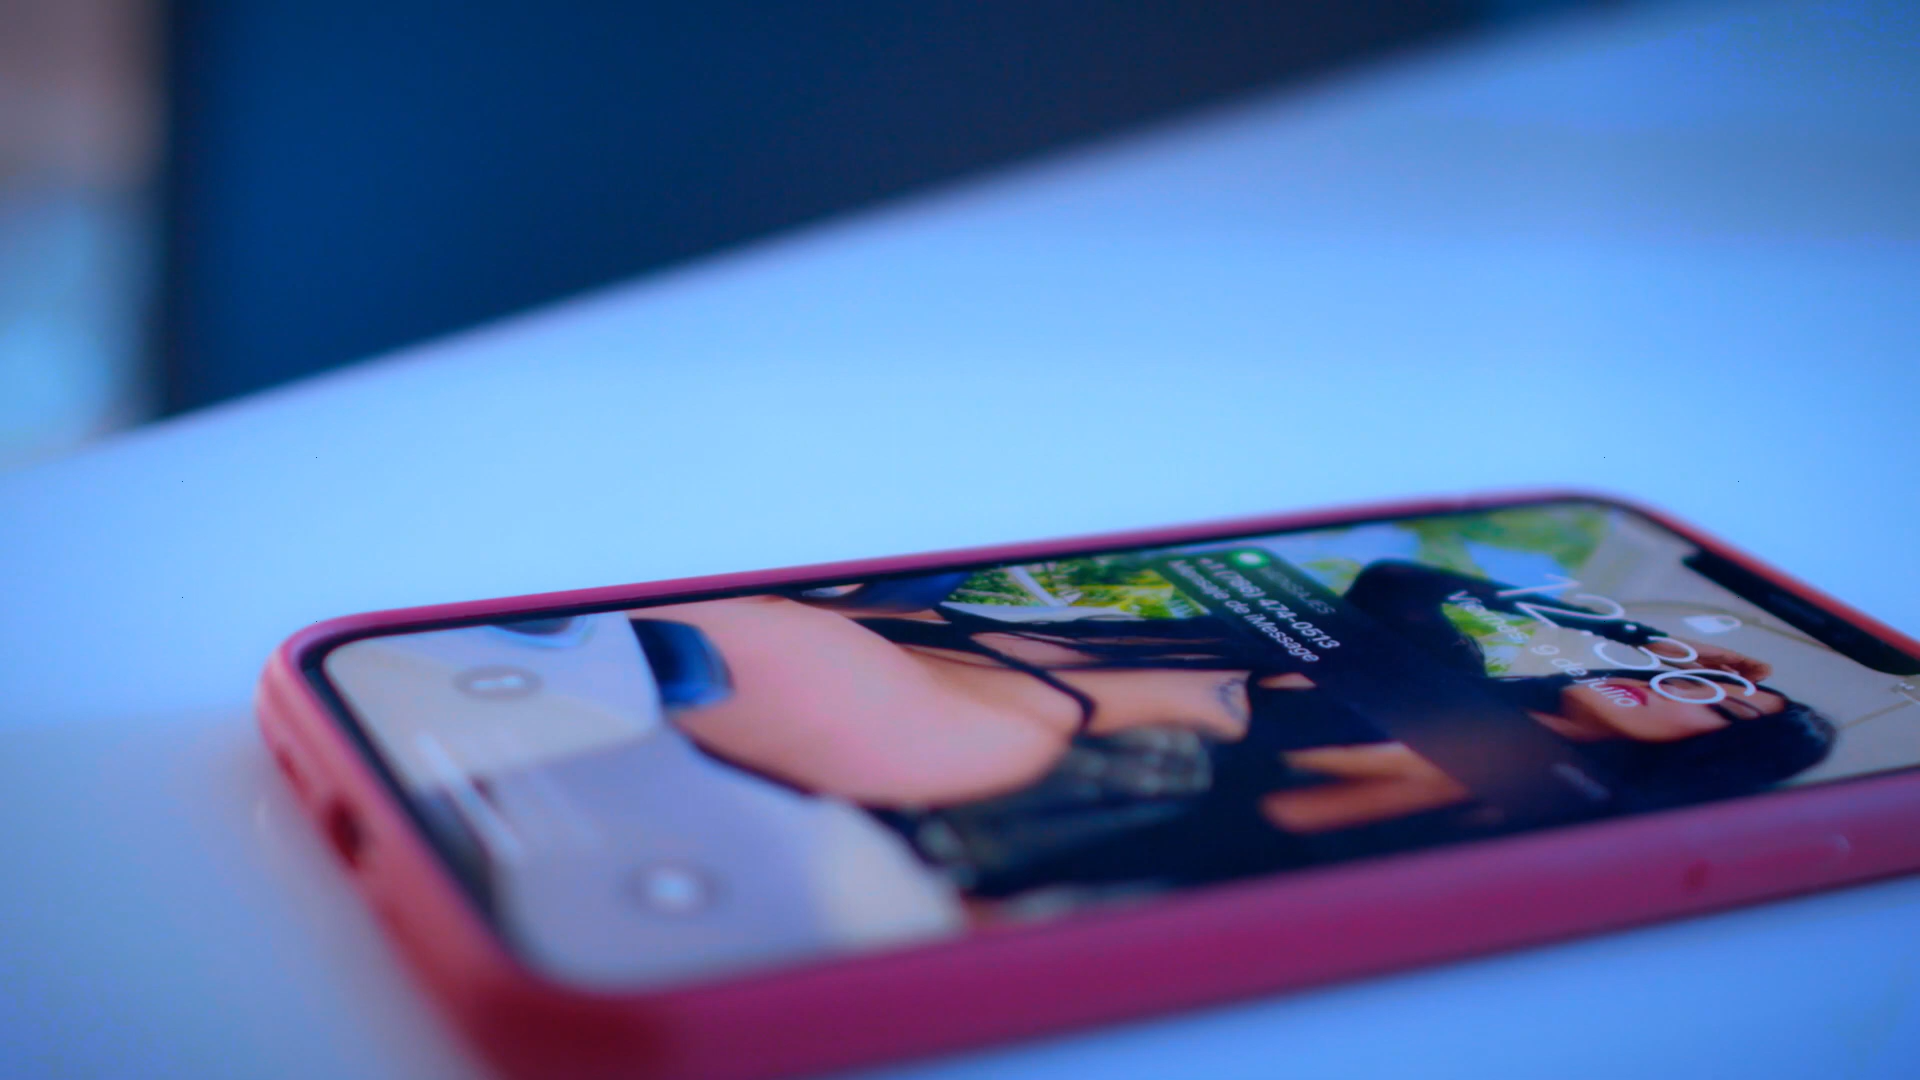 12:36
Viernes, 9 de julio
MENSAJES
+1 (786) 474-0513
Mensaje de iMessage